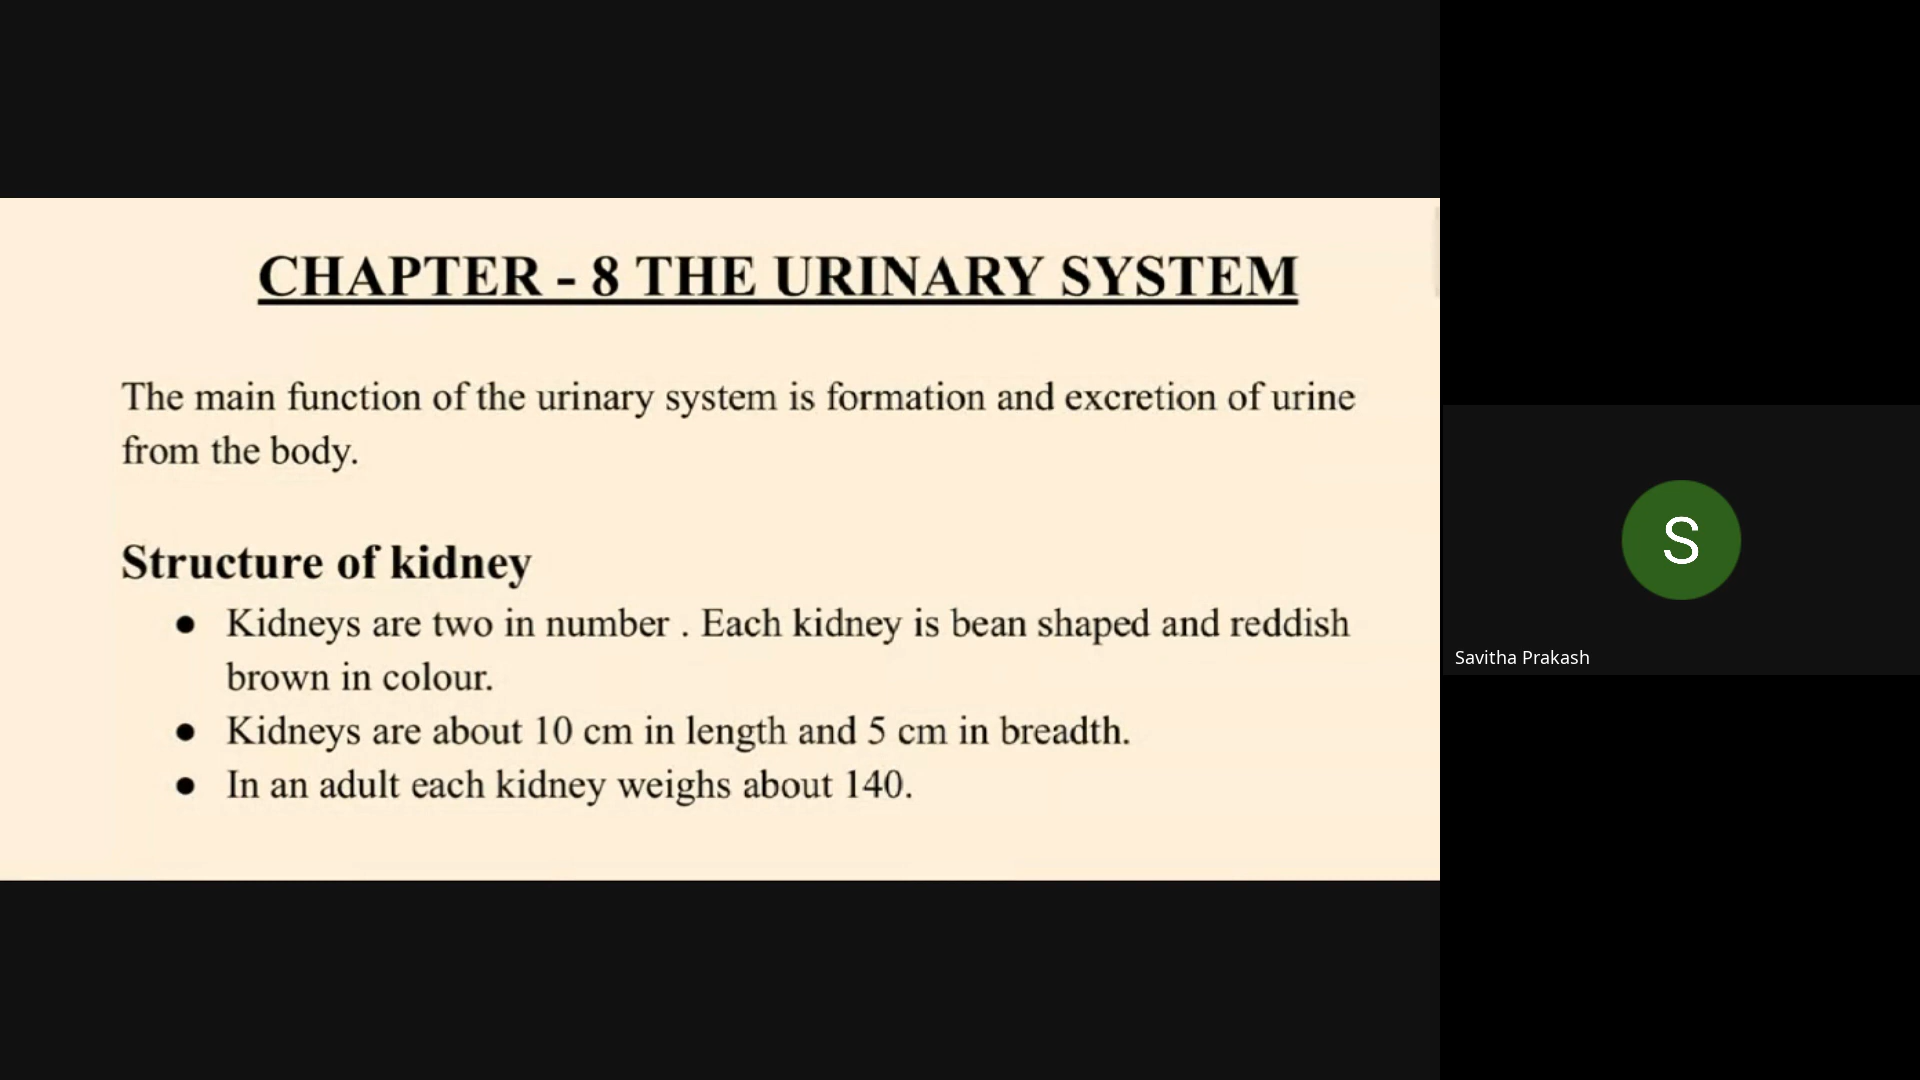 CHAPTER - 8 THE URINARY SYSTEM
The main function of the urinary system is formation and excretion of urine
from the body.
Structure of kidney
● Kidneys are two in number . Each kidney is bean shaped and reddish
brown in colour.
● Kidneys are about 10 cm in length and 5 cm in breadth.
● In an adult each kidney weighs about 140.
S
Savitha Prakash